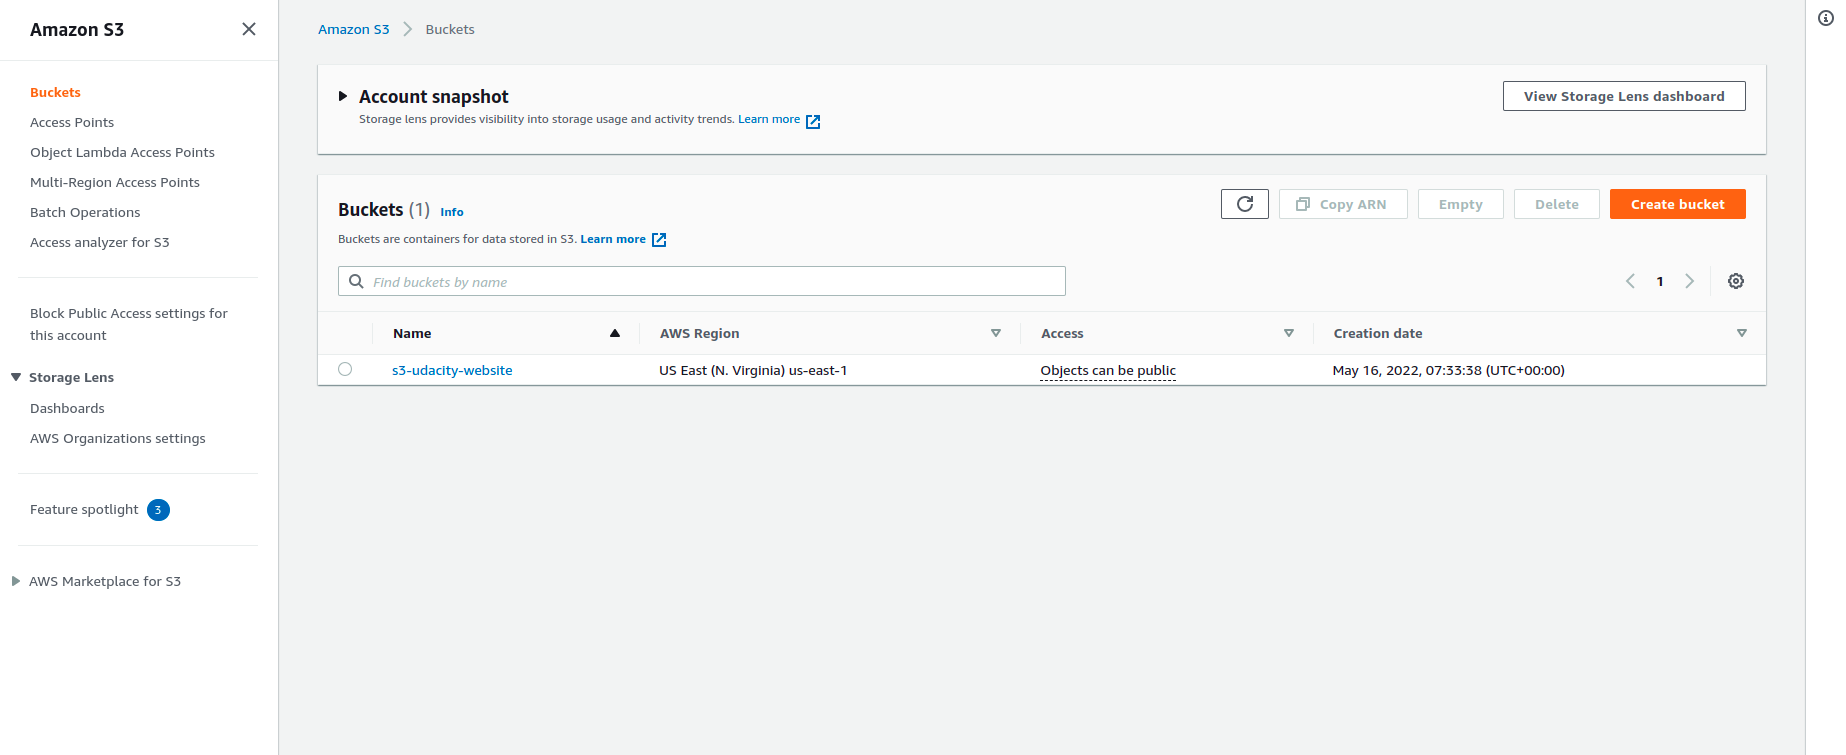 Amazon S3
Buckets
Access Points
Object Lambda Access Points
Multi-Region Access Points
Batch Operations
Access analyzer for S3
Block Public Access settings for
this account
Storage Lens
Dashboards
AWS Organizations settings
Feature spotlight 3
AWS Marketplace for S3
Amazon S3 Buckets
Account snapshot
View Storage Lens dashboard
Storage lens provides visibility into storage usage and activity trends. Learn more
Buckets (1) Info
Copy ARN Empty Delete Create bucket
Buckets are containers for data stored in S3. Learn more
Find buckets by name
1
Name AWS Region Access Creation date
s3-udacity-website US East (N. Virginia) us-east-1 Objects can be public May 16, 2022, 07:33:38 (UTC+00:00)